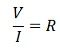 V/I = R